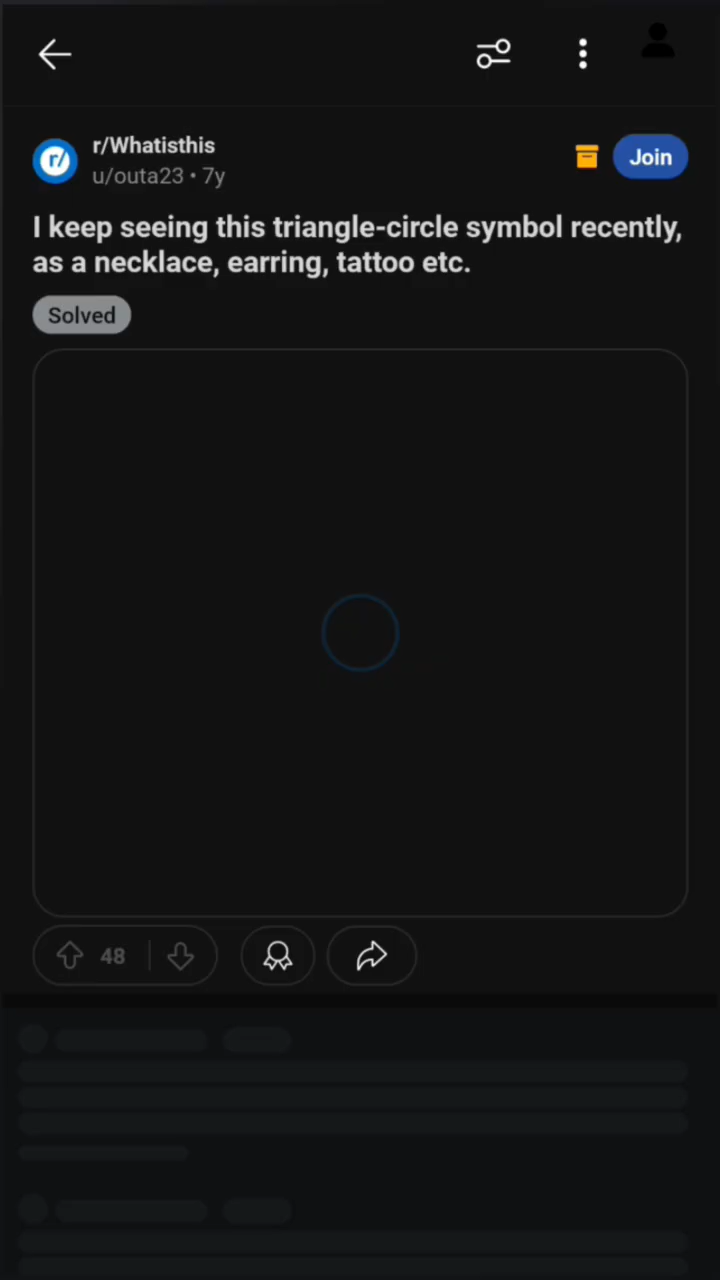 r/Whatisthis
u/outa23 • 7y
Join
I keep seeing this triangle-circle symbol recently,
as a necklace, earring, tattoo etc.
Solved
48